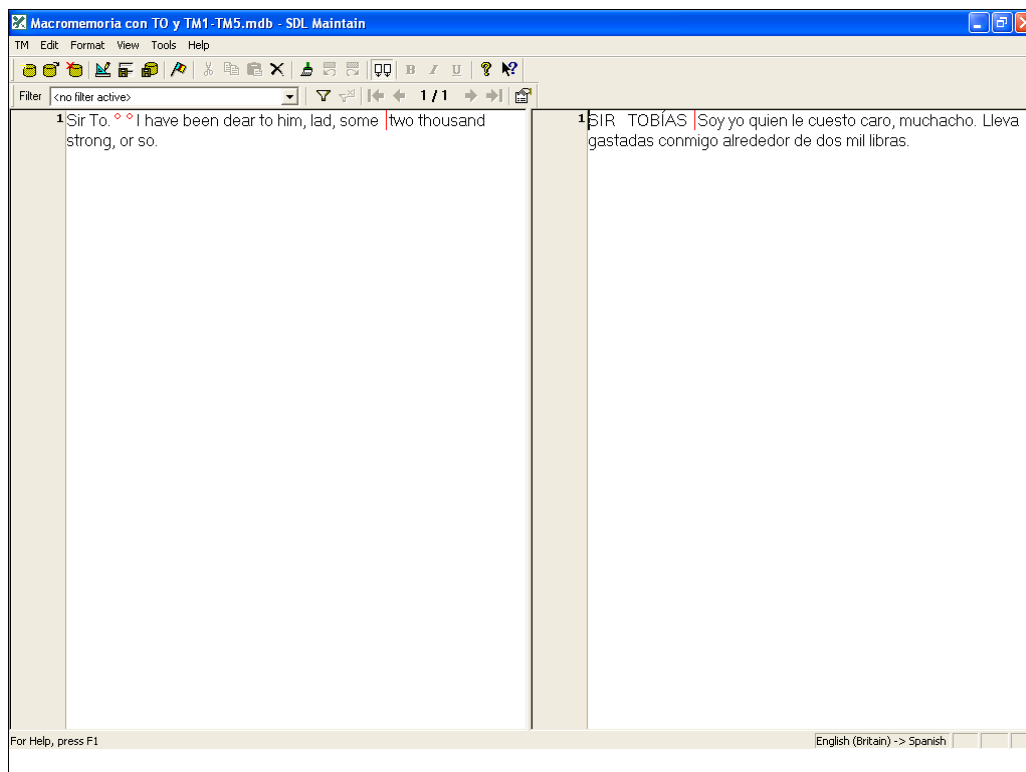 Macromemoria con TO y TM1-TM5.mdb - SDL Maintain
TM Edit Format View Tools Help
B I U
Filter <no filter active> 1 / 1
1 Sir To. ° ° I have been dear to him, lad, some two thousand
strong, or so.
1 SIR TOBÍAS Soy yo quien le cuesto caro, muchacho. Lleva
gastadas conmigo alrededor de dos mil libras.
For Help, press F1
English (Britain) -> Spanish